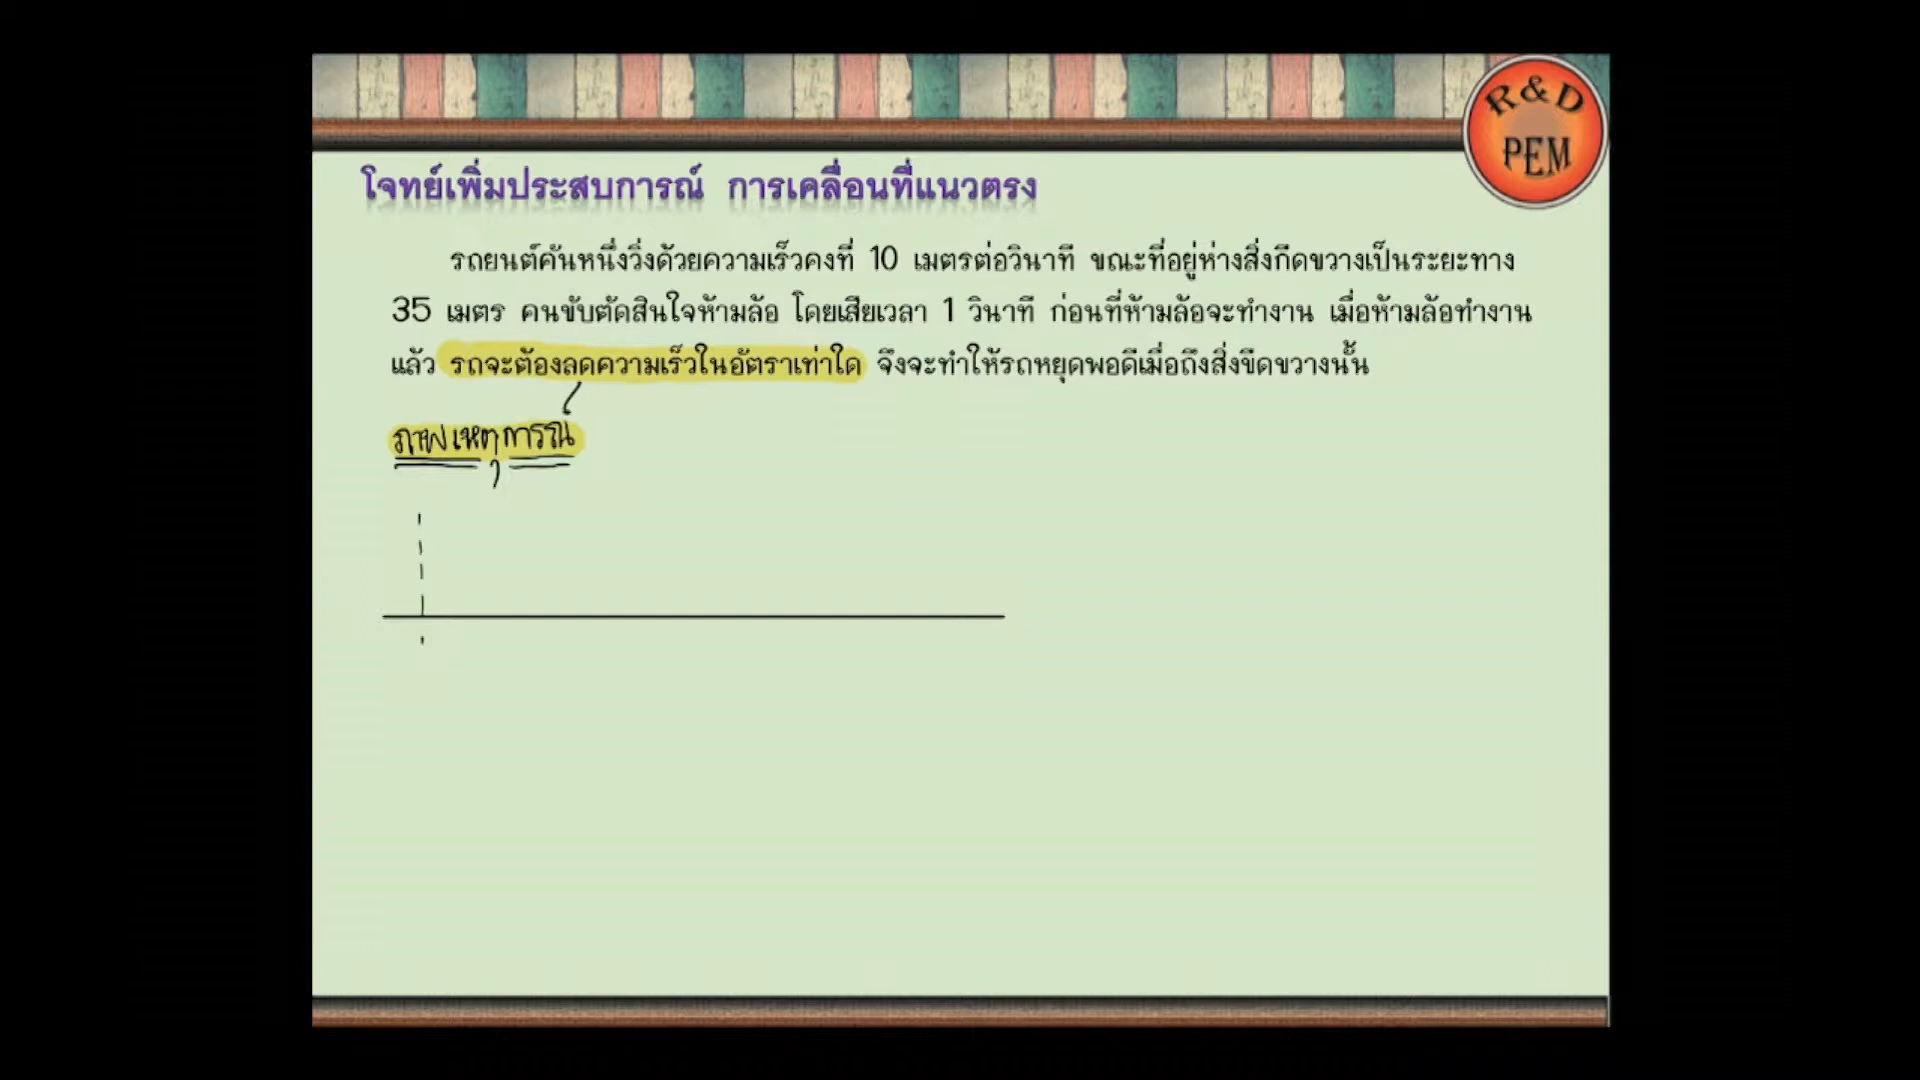 R & D
PEM
โจทย์เพิ่มประสบการณ์ การเคลื่อนที่แนวตรง
รถยนต์คันหนึ่งวิ่งด้วยความเร็วคงที่ 10 เมตรต่อวินาที ขณะที่อยู่ห่างสิ่งกีดขวางเป็นระยะทาง
35 เมตร คนขับตัดสินใจห้ามล้อ โดยเสียเวลา 1 วินาที ก่อนที่ห้ามล้อจะทำงาน เมื่อห้ามล้อทำงาน
แล้ว รถจะต้องลดความเร็วในอัตราเท่าใด จึงจะทำให้รถหยุดพอดีเมื่อถึงสิ่งขีดขวางนั้น
ภาพเหตุการณ์